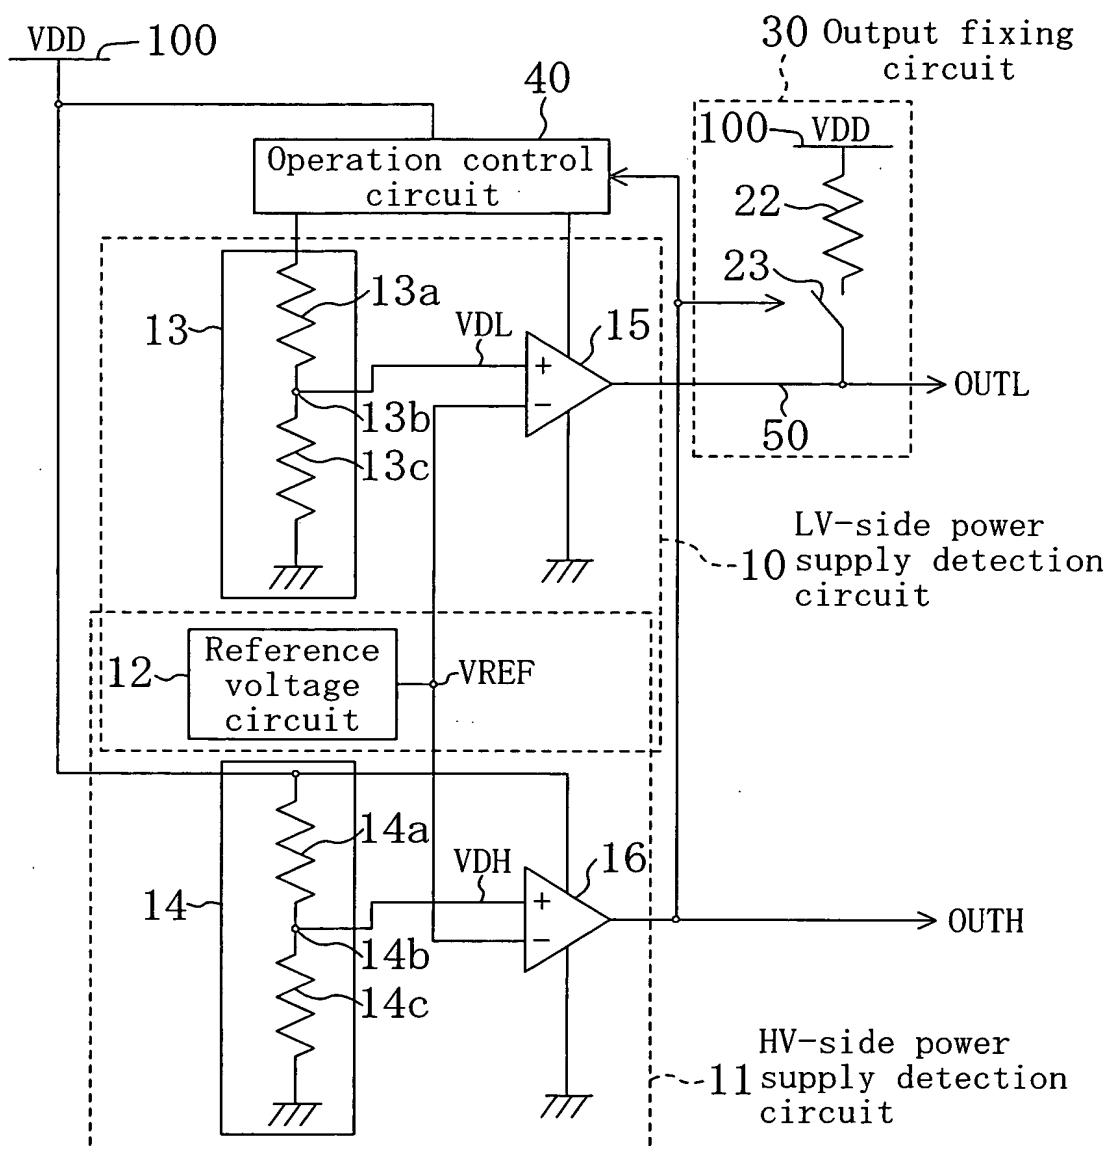 VDD
100
30 Output fixing
circuit
40
100
VDD
Operation control
circuit
22
23
13
13a
VDL
15
+
−
13b
OUTL
50
13c
LV-side power
10 supply detection
circuit
12
Reference
voltage
circuit
VREF
14
14a
VDH
16
+
−
OUTH
14b
14c
HV-side power
11 supply detection
circuit